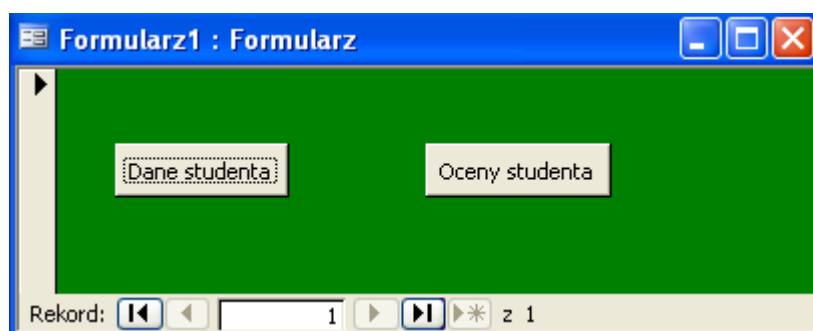 Formularz1 : Formularz
Dane studenta Oceny studenta
Rekord: 1 z 1